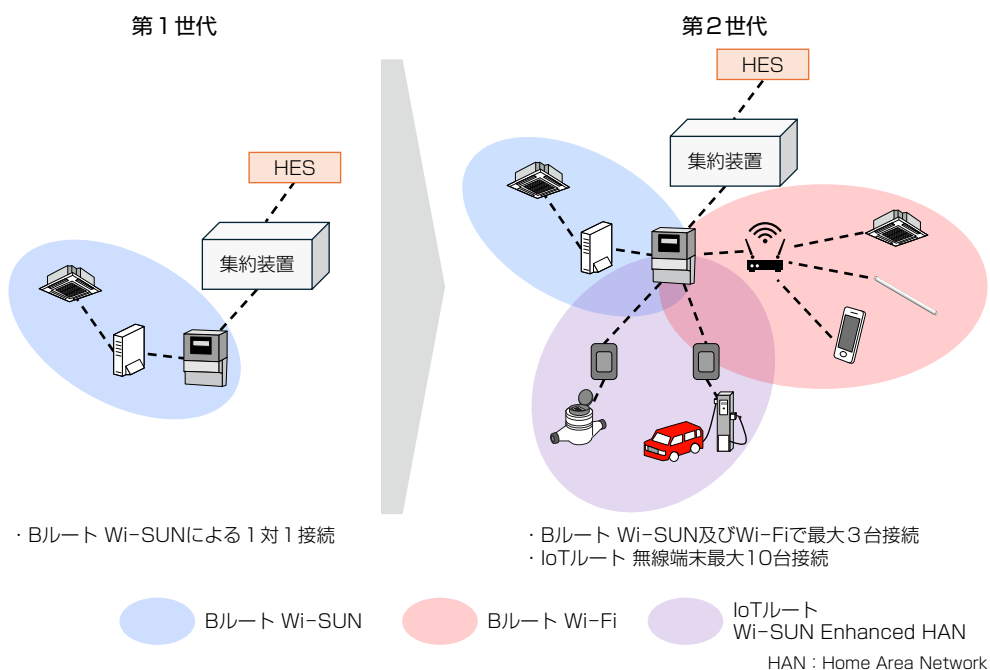 第1世代
第2世代
HES
集約装置
HES
集約装置
・Bルート Wi-SUNによる1対1接続
・Bルート Wi-SUN及びWi-Fiで最大3台接続
・IoTルート 無線端末最大10台接続
Bルート Wi-SUN
Bルート Wi-Fi
IoTルート
Wi-SUN Enhanced HAN
HAN：Home Area Network